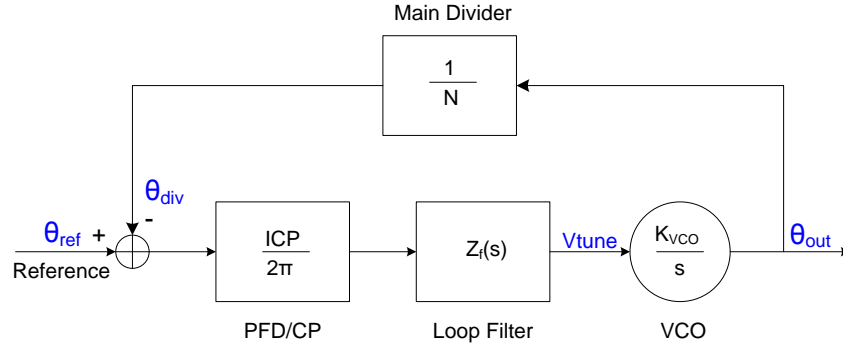 Main Divider
1
N
θdiv
-
θref +
Reference
ICP
2π
Zf(s)
Vtune
KVCO
s
θout
PFD/CP
Loop Filter
VCO